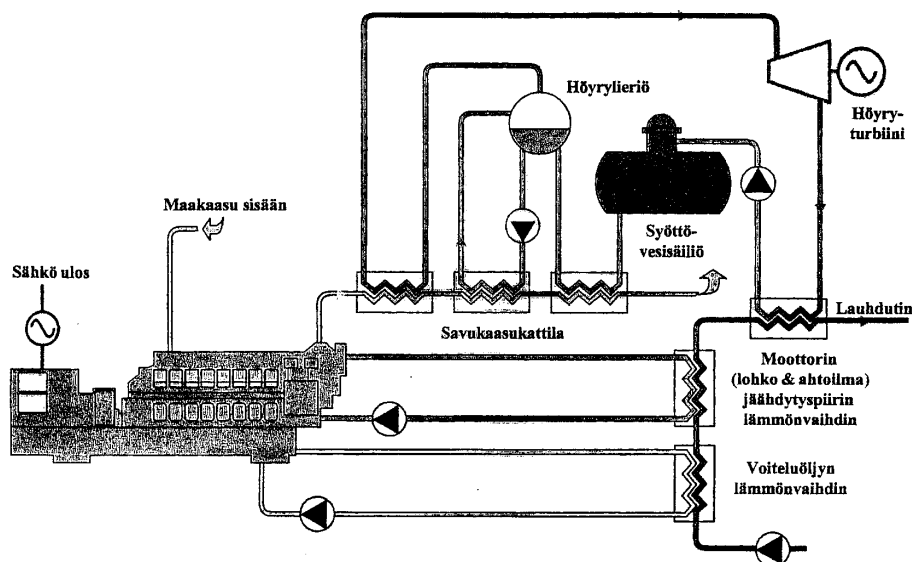 Höyrylieriö
Höyry-
turbiini
Maakaasu sisään
Syöttö-
vesisäiliö
Sähkö ulos
Savukaasukattila
Lauhdutin
Moottorin
(lohko & ahtoilma)
jäähdytyspiirin
lämmönvaihdin
Voiteluöljyn
lämmönvaihdin